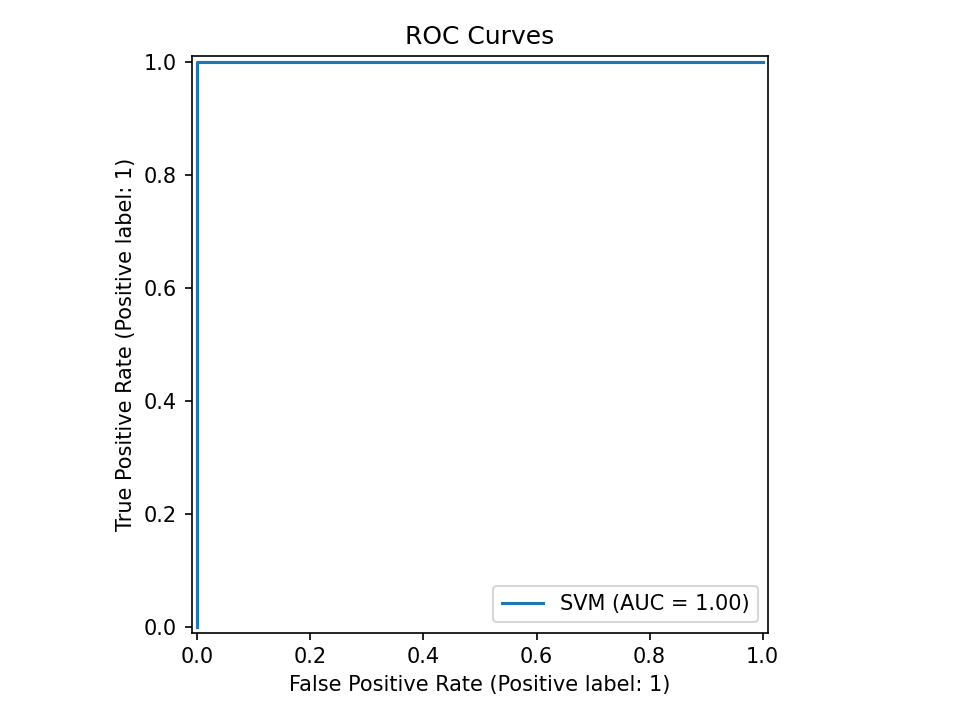 ROC Curves
1.0
0.8
0.6
0.4
0.2
0.0
True Positive Rate (Positive label: 1)
SVM (AUC = 1.00)
0.0 0.2 0.4 0.6 0.8 1.0
False Positive Rate (Positive label: 1)